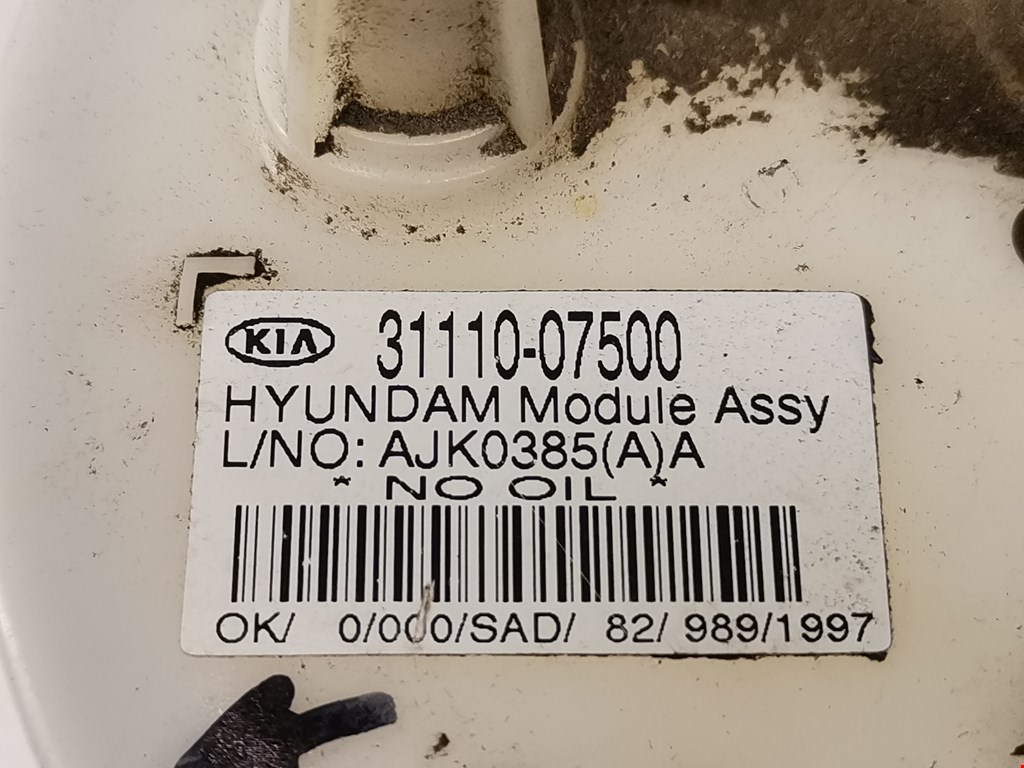 KIA 31110-07500
HYUNDAM Module Assy
L/NO: AJK0385(A)A
* NO OIL *
OK/ 0/000/SAD/ 82/ 989/1997